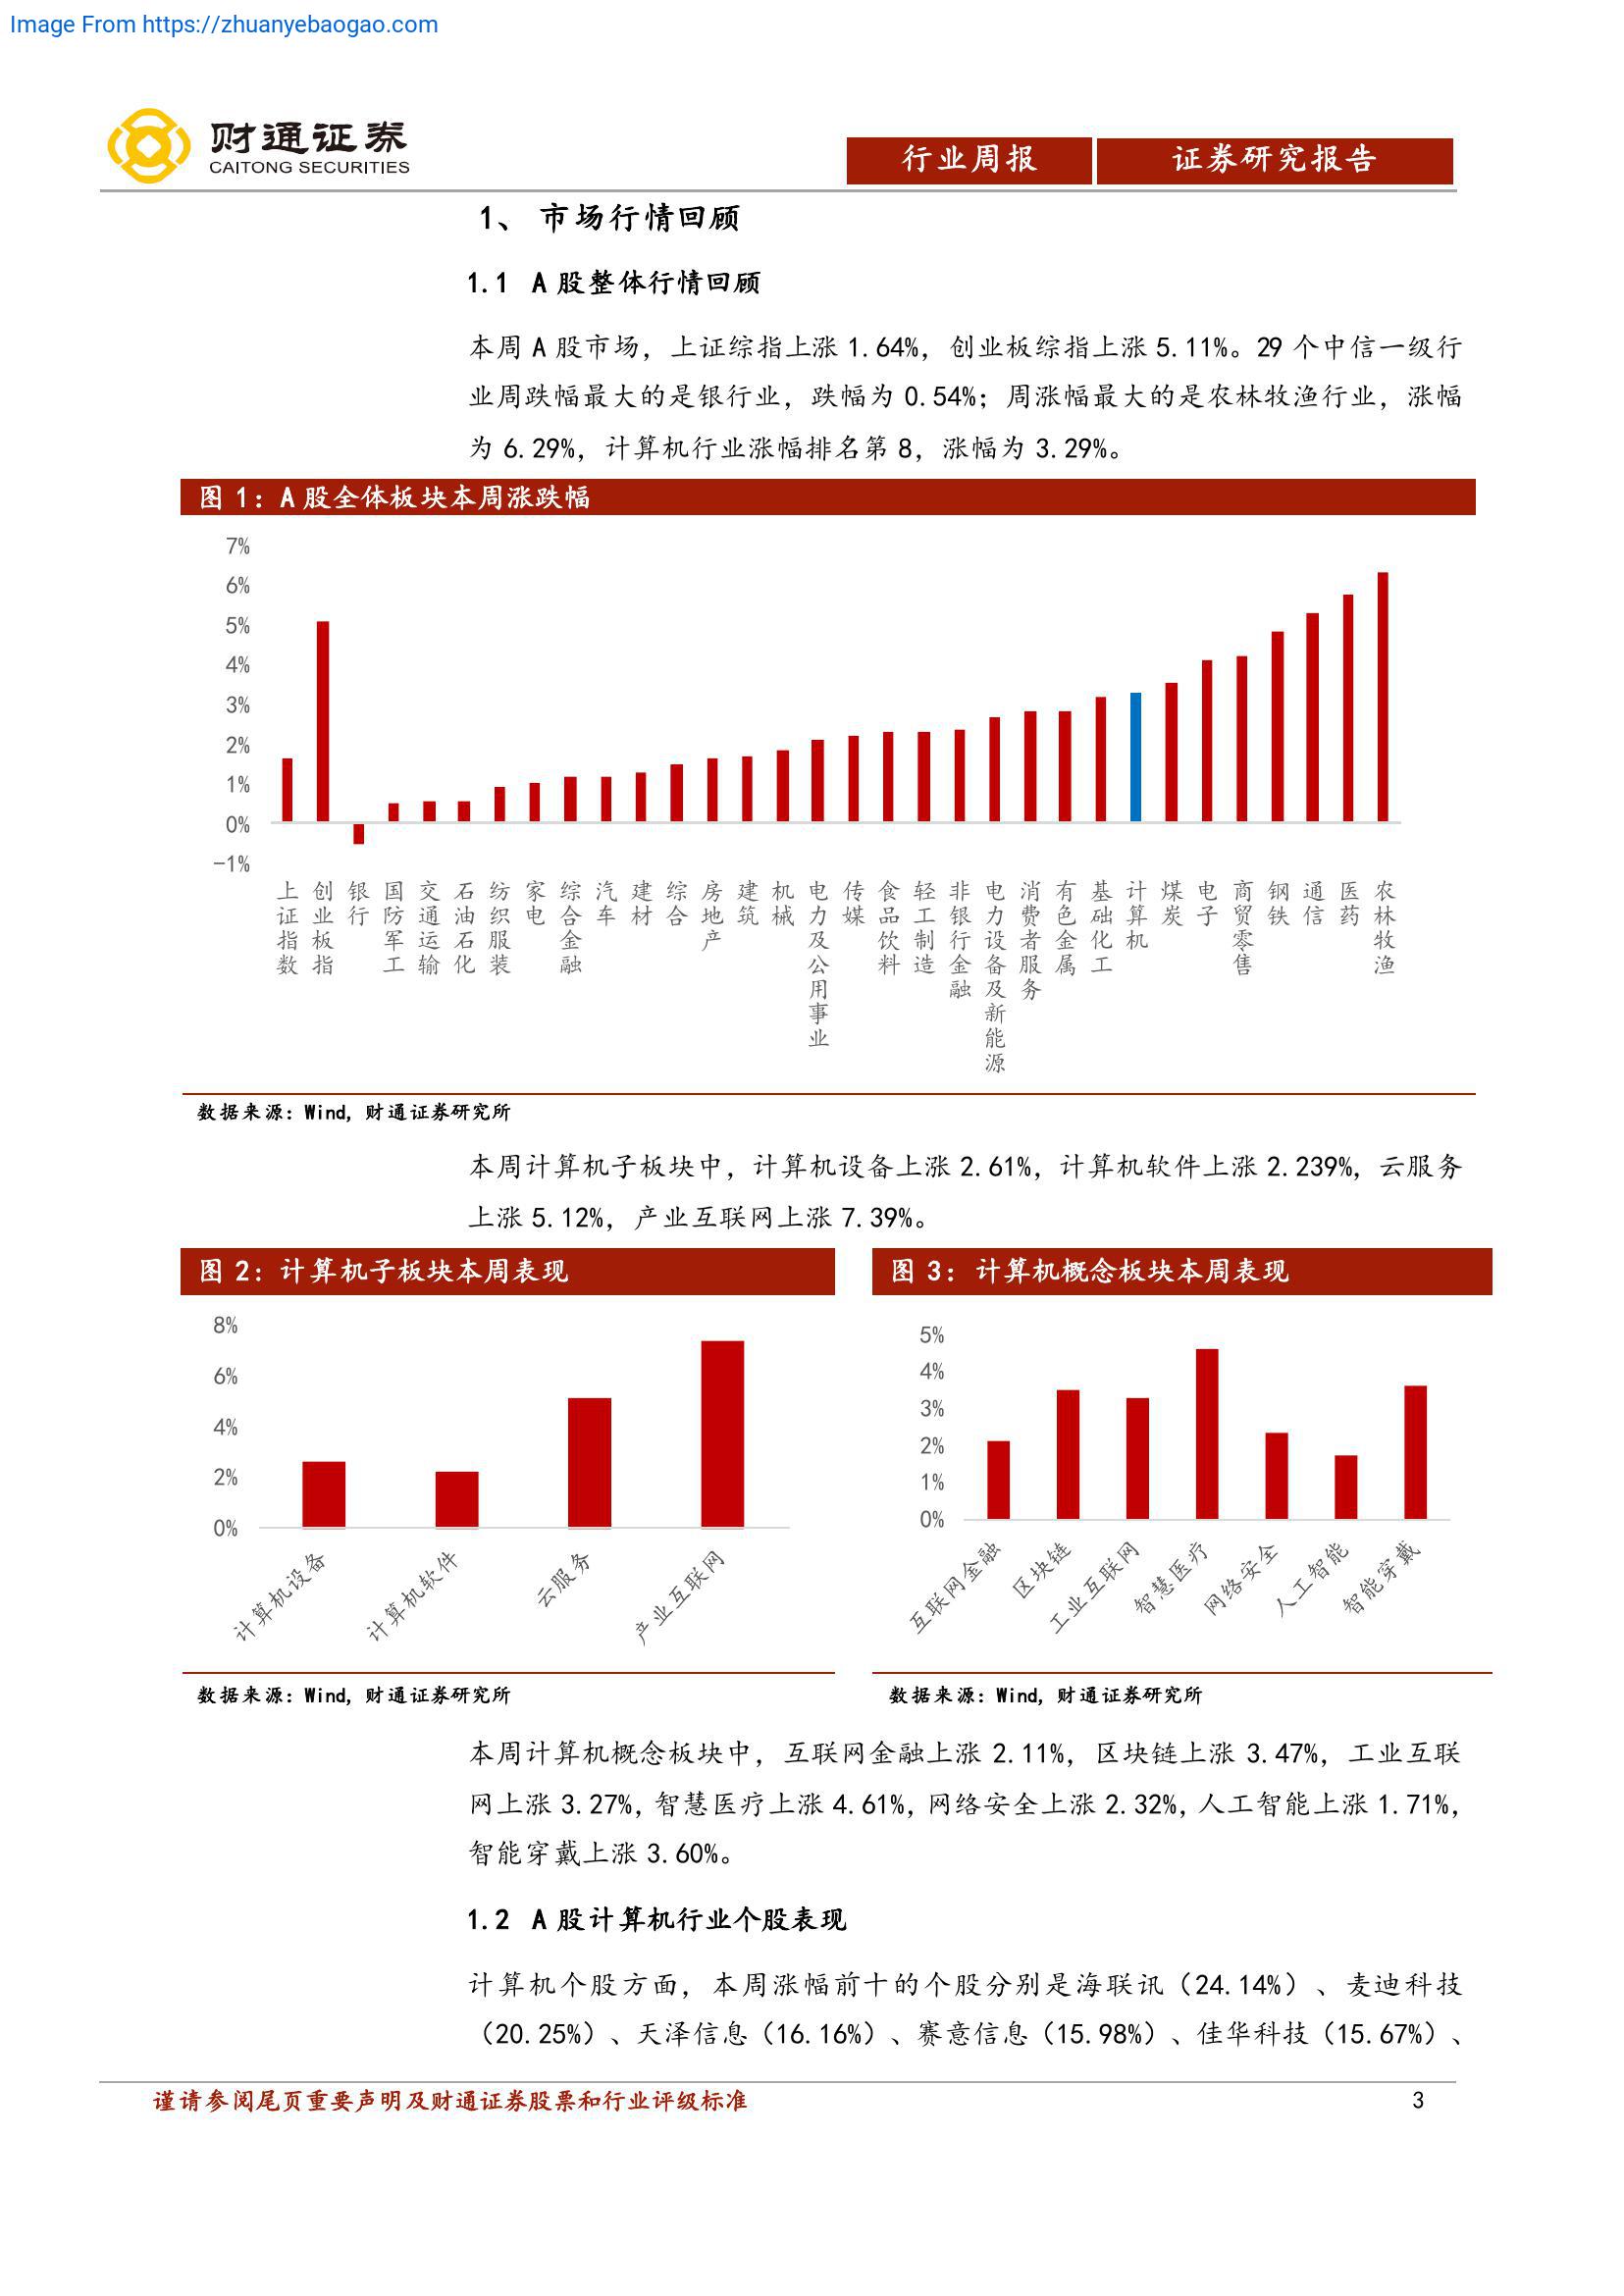 Image From https://zhuanyebaogao.com
财通证券
CAITONG SECURITIES
行业周报
证券研究报告
1、 市场行情回顾
1.1 A 股整体行情回顾
本周 A 股市场，上证综指上涨 1.64%，创业板综指上涨 5.11%。29 个中信一级行
业周跌幅最大的是银行业，跌幅为 0.54%；周涨幅最大的是农林牧渔行业，涨幅
为 6.29%，计算机行业涨幅排名第 8，涨幅为 3.29%。
图 1：A 股全体板块本周涨跌幅
7%
6%
5%
4%
3%
2%
1%
0%
-1%
上证指数
创业板指
银行
国防军工
交通运输
石油石化
纺织服装
家电
综合金融
汽车
建材
综合
房地产
建筑
机械
电力及公用事业
传媒
食品饮料
轻工制造
非银行金融
电力设备及新能源
消费者服务
有色金属
基础化工
计算机
煤炭
电子
商贸零售
钢铁
通信
医药
农林牧渔
数据来源：Wind，财通证券研究所
本周计算机子板块中，计算机设备上涨 2.61%，计算机软件上涨 2.239%，云服务
上涨 5.12%，产业互联网上涨 7.39%。
图 2：计算机子板块本周表现
8%
6%
4%
2%
0%
计算机设备
计算机软件
云服务
产业互联网
数据来源：Wind，财通证券研究所
图 3：计算机概念板块本周表现
5%
4%
3%
2%
1%
0%
互联网金融
区块链
工业互联网
智慧医疗
网络安全
人工智能
智能穿戴
数据来源：Wind，财通证券研究所
本周计算机概念板块中，互联网金融上涨 2.11%，区块链上涨 3.47%，工业互联
网上涨 3.27%，智慧医疗上涨 4.61%，网络安全上涨 2.32%，人工智能上涨 1.71%，
智能穿戴上涨 3.60%。
1.2 A 股计算机行业个股表现
计算机个股方面，本周涨幅前十的个股分别是海联讯（24.14%）、麦迪科技
（20.25%）、天泽信息（16.16%）、赛意信息（15.98%）、佳华科技（15.67%）、
谨请参阅尾页重要声明及财通证券股票和行业评级标准
3